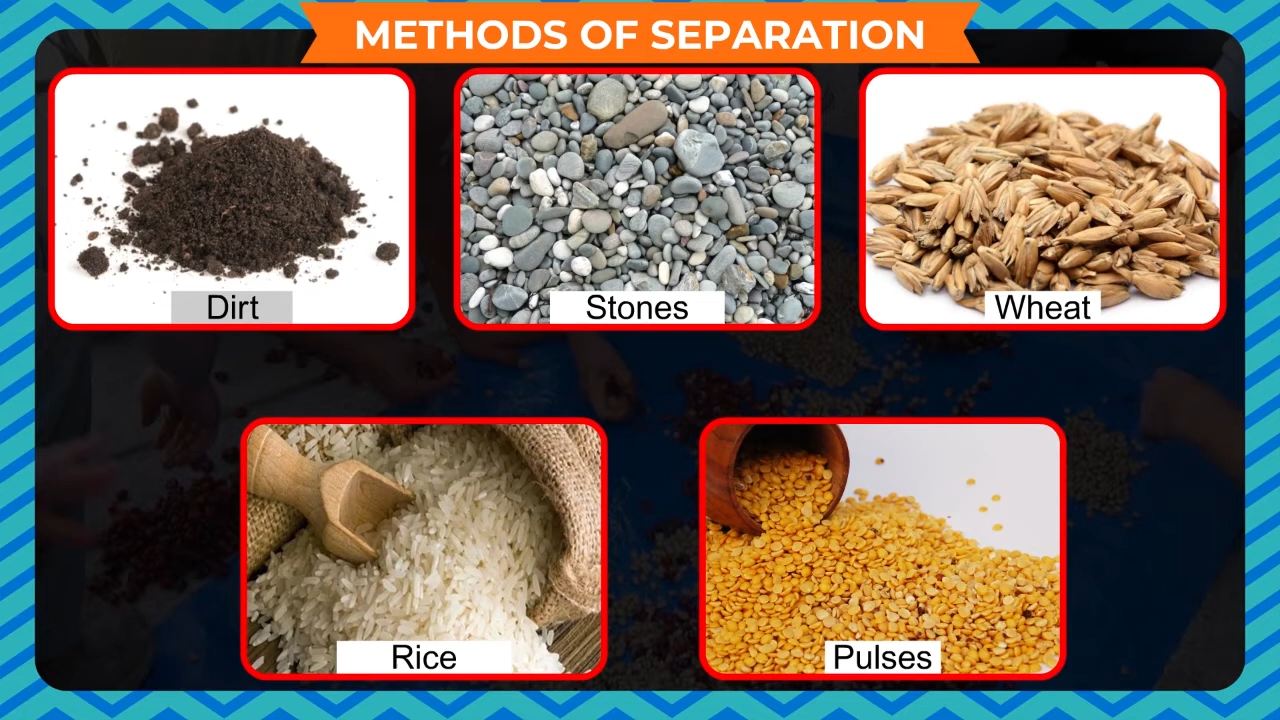 METHODS OF SEPARATION
Dirt
Stones
Wheat
Rice
Pulses